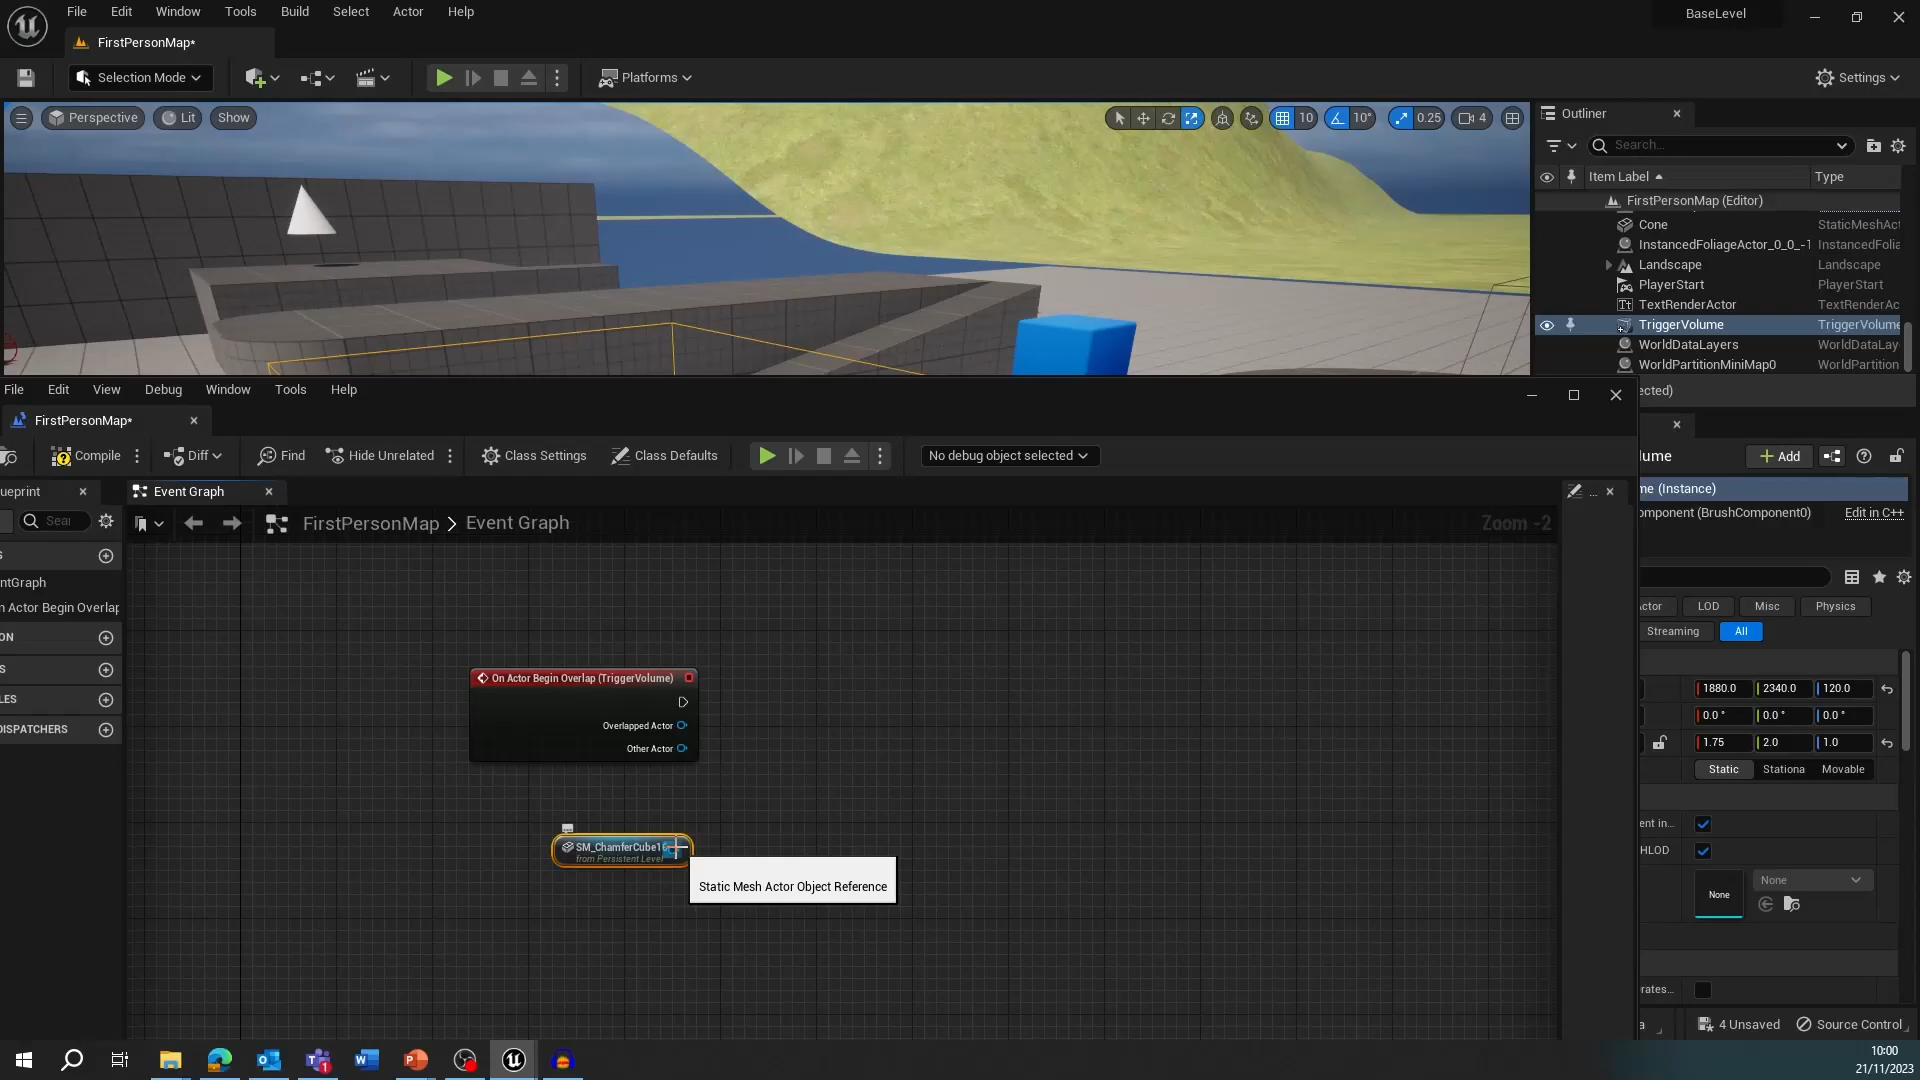 File Edit Window Tools Build Select Actor Help
BaseLevel
FirstPersonMap*
Selection Mode
Platforms
Settings
Perspective Lit Show
10 10° 0.25 4
Outliner
Search...
Item Label Type
FirstPersonMap (Editor)
Cone StaticMeshAct
InstancedFoliageActor_0_0_-1 InstancedFolia
Landscape Landscape
PlayerStart PlayerStart
TextRenderActor TextRenderAc
TriggerVolume TriggerVolume
WorldDataLayers WorldDataLay
WorldPartitionMiniMap0 WorldPartition
ected)
File Edit View Debug Window Tools Help
FirstPersonMap*
Compile Diff Find Hide Unrelated Class Settings Class Defaults No debug object selected
ume Add
ueprint Event Graph ...
me (Instance)
omponent (BrushComponent0) Edit in C++
Sear
FirstPersonMap > Event Graph Zoom -2
S
ntGraph
n Actor Begin Overlap
ON
S
LES
DISPATCHERS
ctor LOD Misc Physics
Streaming All
On Actor Begin Overlap (TriggerVolume)
Overlapped Actor
Other Actor
1880.0 2340.0 120.0
0.0 ° 0.0 ° 0.0 °
1.75 2.0 1.0
Static Stationa Movable
ent in...
HLOD
None None
rates...
SM_ChamferCube1
from Persistent Level
Static Mesh Actor Object Reference
a 4 Unsaved Source Control
1
10:00
21/11/2023